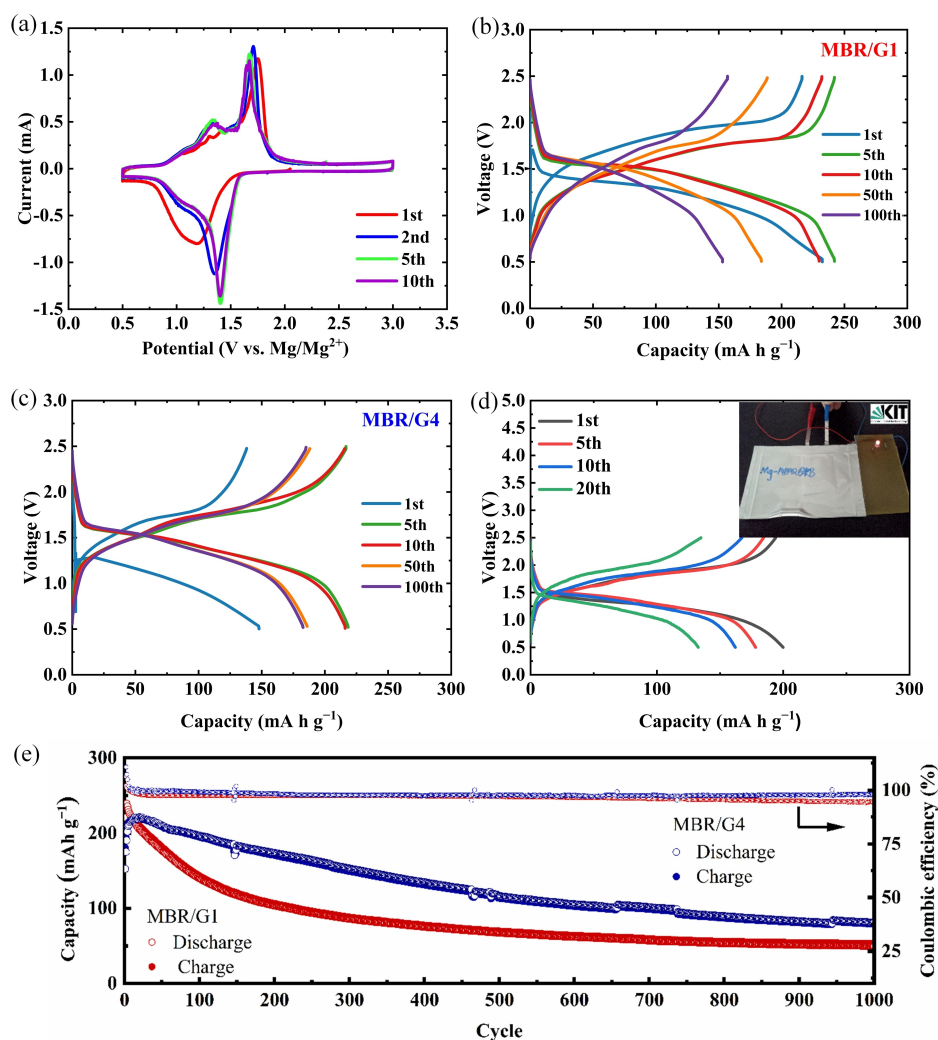 (a)
1.5
1.0
0.5
0.0
-0.5
-1.0
-1.5
Current (mA)
1st
2nd
5th
10th
0.0 0.5 1.0 1.5 2.0 2.5 3.0 3.5
Potential (V vs. Mg/Mg²⁺)
(b)
MBR/G1
3.0
2.5
2.0
1.5
1.0
0.5
0.0
Voltage (V)
1st
5th
10th
50th
100th
0 50 100 150 200 250 300
Capacity (mA h g⁻¹)
(c)
MBR/G4
3.0
2.5
2.0
1.5
1.0
0.5
0.0
Voltage (V)
1st
5th
10th
50th
100th
0 50 100 150 200 250 300
Capacity (mA h g⁻¹)
(d)
5.0
4.5
4.0
3.5
3.0
2.5
2.0
1.5
1.0
0.5
0.0
Voltage (V)
1st
5th
10th
20th
KIT
0 100 200 300
Capacity (mA h g⁻¹)
(e)
300
200
100
0
Capacity (mAh g⁻¹)
MBR/G1
Discharge
Charge
MBR/G4
Discharge
Charge
100
75
50
25
Coulombic efficiency (%)
0 100 200 300 400 500 600 700 800 900 1000
Cycle